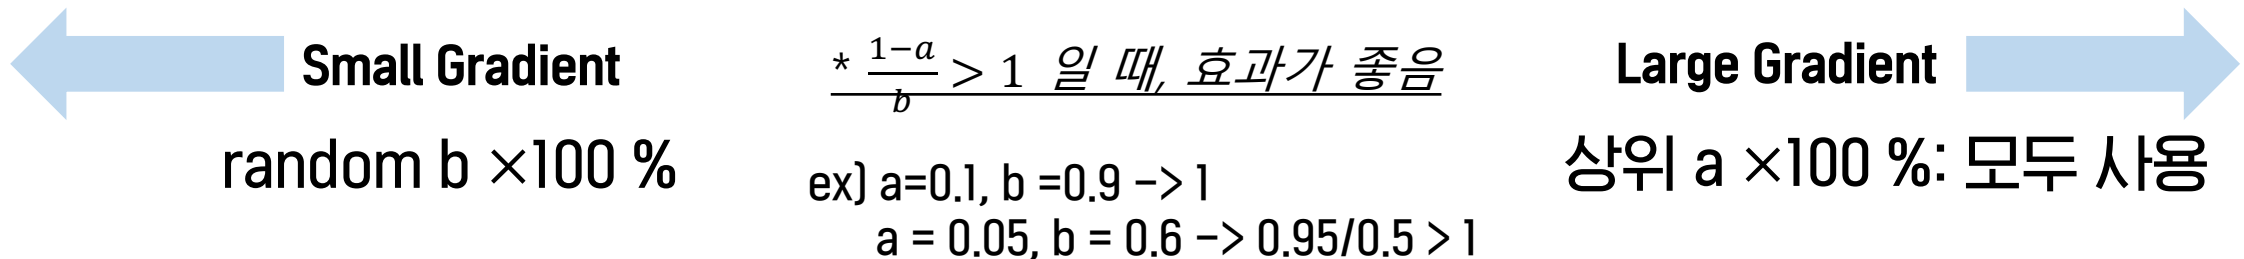 Small Gradient
random b ×100 %
* (1−a)/b > 1 일 때, 효과가 좋음
ex) a=0.1, b =0.9 –> 1
a = 0.05, b = 0.6 –> 0.95/0.5 > 1
Large Gradient
상위 a ×100 %: 모두 사용